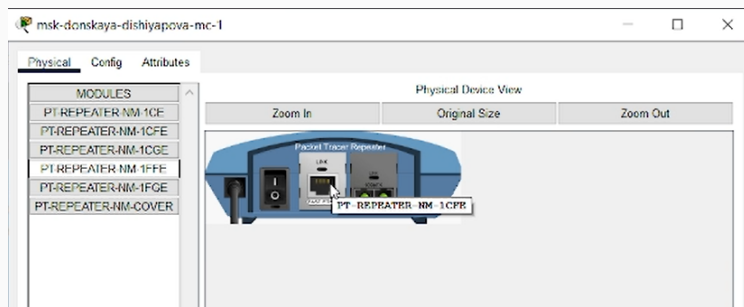 msk-donskaya-dishiyapova-mc-1
Physical Config Attributes
MODULES
PT-REPEATER-NM-1CE
PT-REPEATER-NM-1CFE
PT-REPEATER-NM-1CGE
PT-REPEATER-NM-1FFE
PT-REPEATER-NM-1FGE
PT-REPEATER-NM-COVER
Physical Device View
Zoom In Original Size Zoom Out
Packet Tracer Repeater
LINK
PT-REPEATER-NM-1CFE